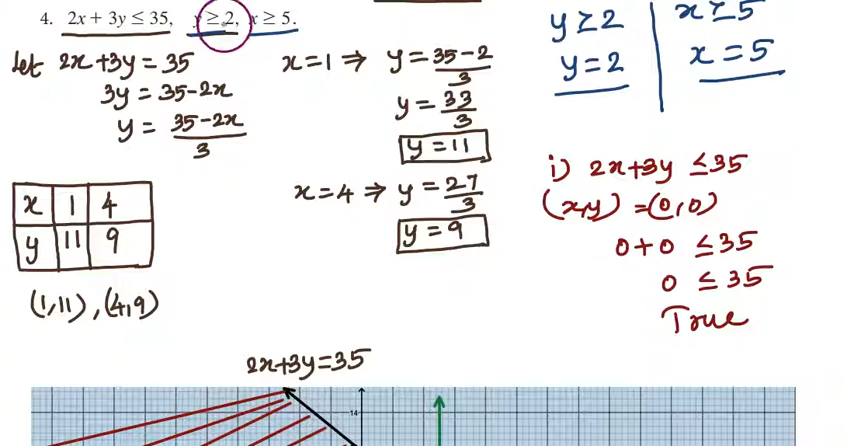 4. 2x + 3y ≤ 35, y ≥ 2, x ≥ 5.
let 2x+3y = 35
3y = 35-2x
y = 35-2x/3
x | 1 | 4
y | 11 | 9
(1,11), (4,9)
x=1 ⇒ y = 35-2/3
y = 33/3
y = 11
x=4 ⇒ y = 27/3
y = 9
y ≥ 2
y = 2
x ≥ 5
x = 5
i) 2x+3y ≤ 35
(x,y) = (0,0)
0+0 ≤ 35
0 ≤ 35
True
2x+3y=35
14